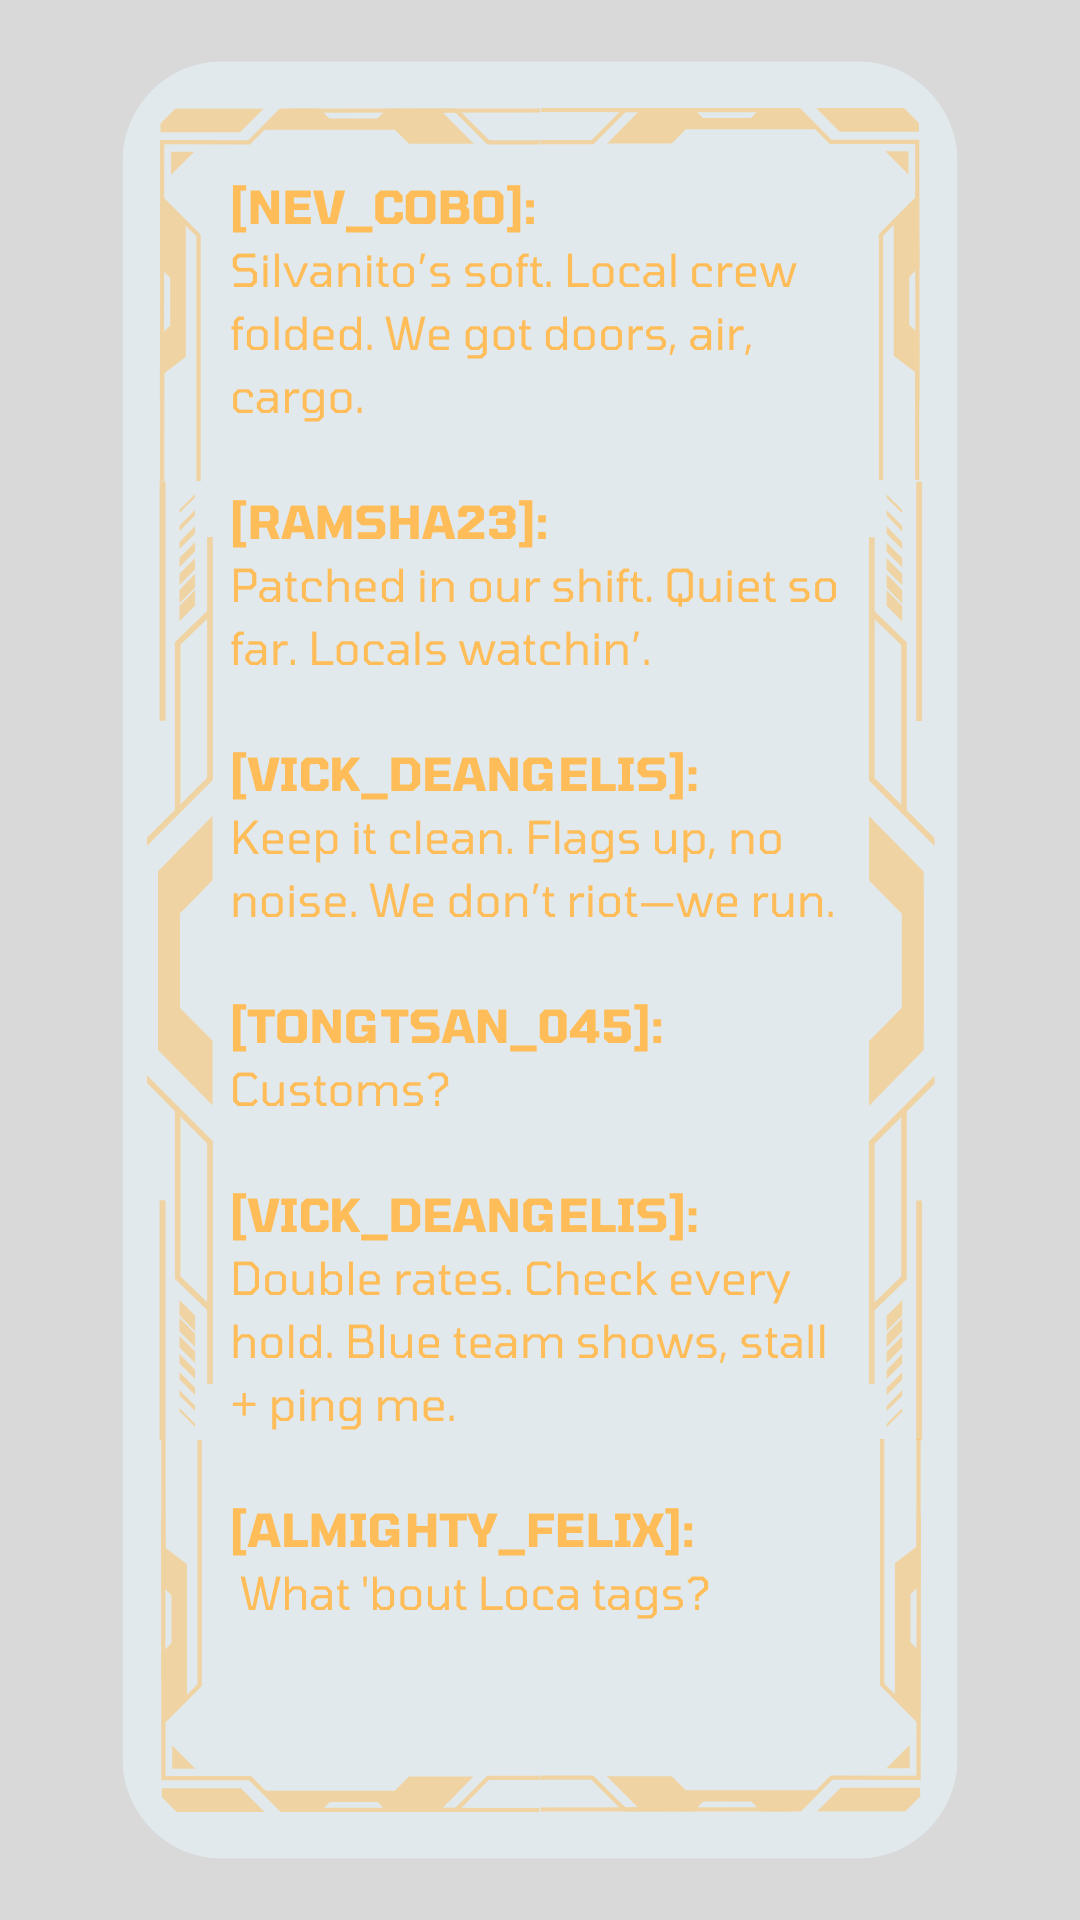 [NEV_COBO]:
Silvanito’s soft. Local crew
folded. We got doors, air,
cargo.
[RAMSHA23]:
Patched in our shift. Quiet so
far. Locals watchin’.
[VICK_DEANGELIS]:
Keep it clean. Flags up, no
noise. We don’t riot—we run.
[TONGTSAN_045]:
Customs?
[VICK_DEANGELIS]:
Double rates. Check every
hold. Blue team shows, stall
+ ping me.
[ALMIGHTY_FELIX]:
What 'bout Loca tags?